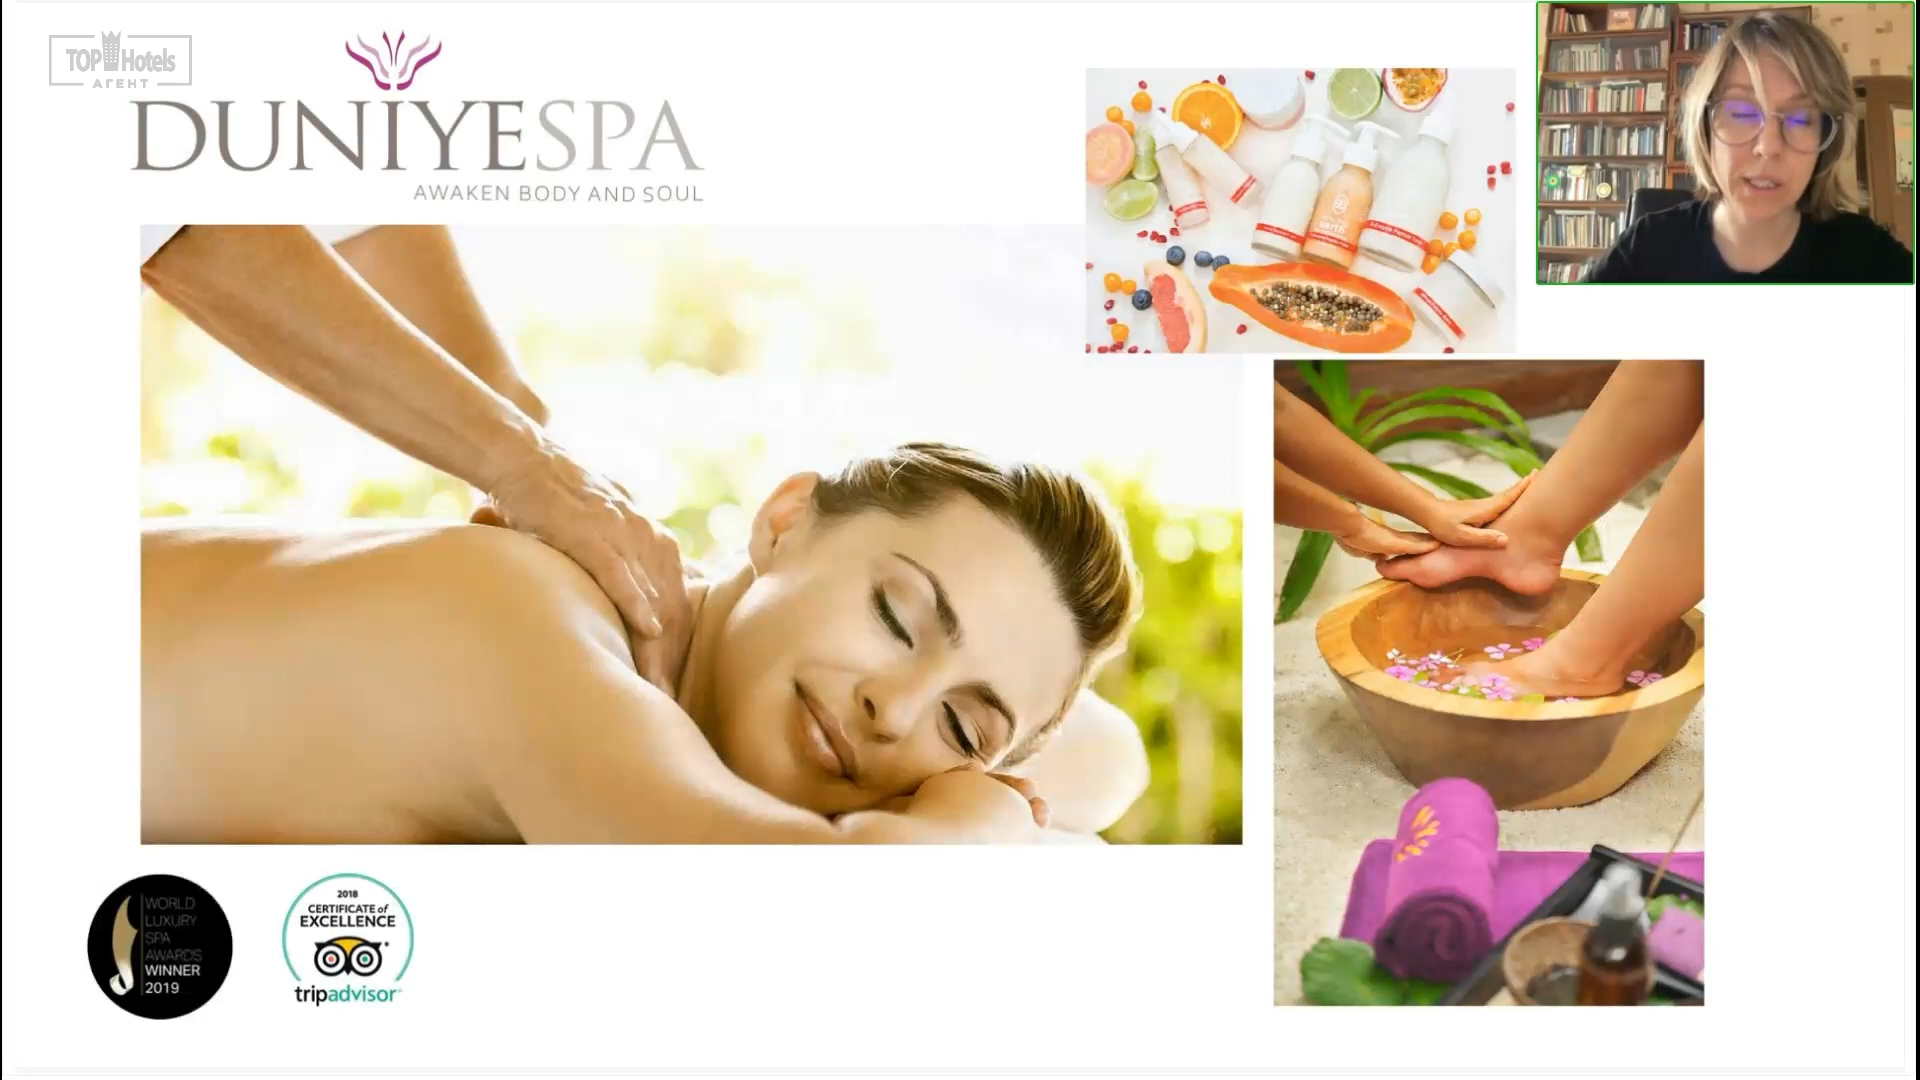 TOP Hotels
АГЕНТ
DUNIYESPA
AWAKEN BODY AND SOUL
WORLD
LUXURY
SPA
AWARDS
WINNER
2019
2018
CERTIFICATE of
EXCELLENCE
tripadvisor